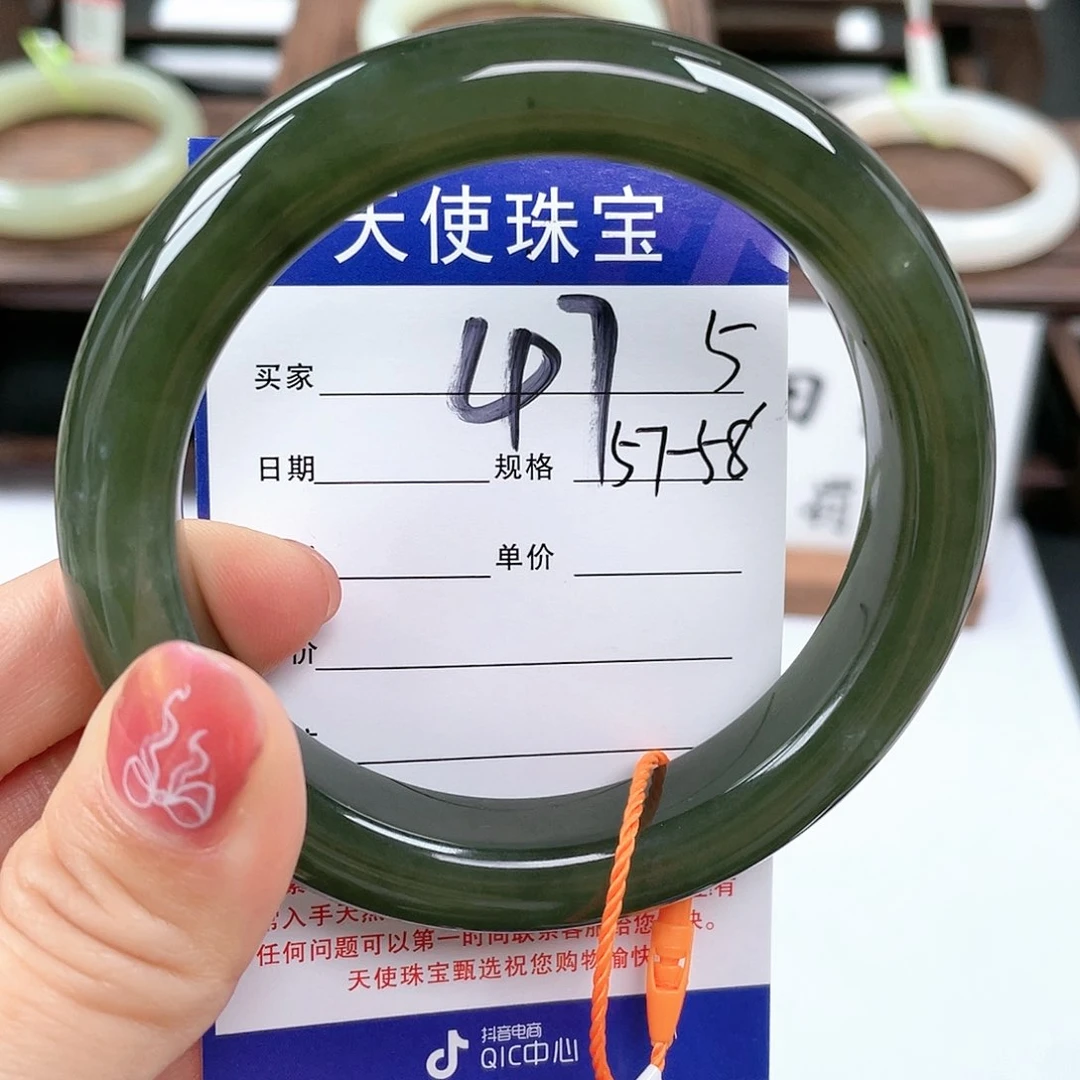 天使珠宝
买家 47 5
日期 规格 57-58
单价
价
任何问题可以第一时间联系客服给您
天使珠宝甄选祝您购物愉快
抖音电商
QIC中心